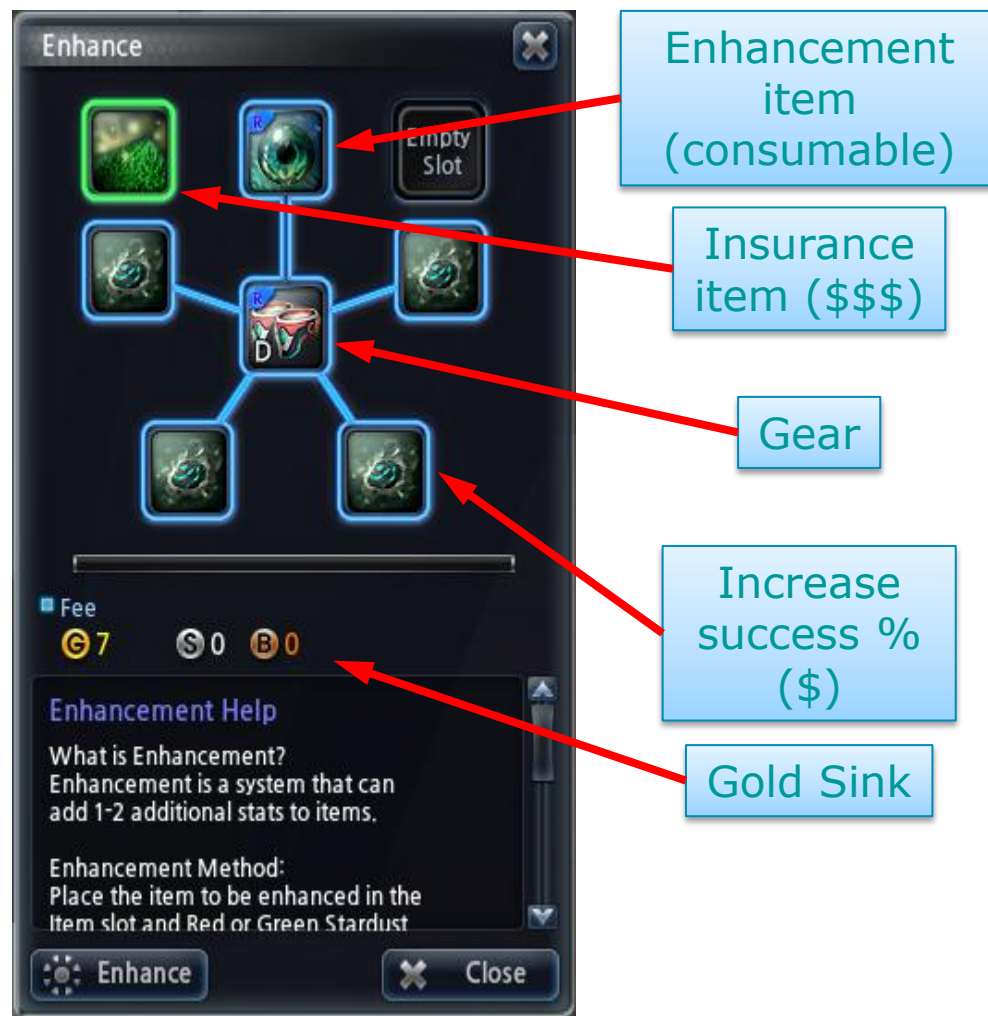 Enhance
Enhancement
item
(consumable)
R
Empty
Slot
Insurance
item ($$$)
R
D
Gear
Increase
success %
($)
Fee
G 7 S 0 B 0
Gold Sink
Enhancement Help
What is Enhancement?
Enhancement is a system that can
add 1-2 additional stats to items.
Enhancement Method:
Place the item to be enhanced in the
Item slot and Red or Green Stardust
Enhance
Close